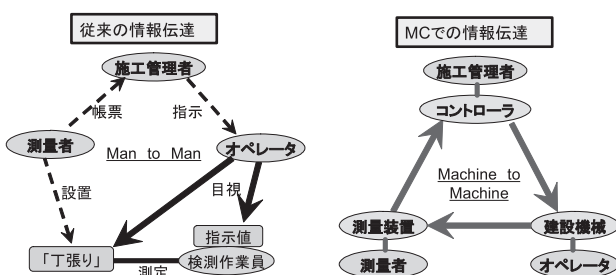 従来の情報伝達
施工管理者
帳票
指示
測量者
Man to Man
オペレータ
設置
目視
指示値
「丁張り」
測定
検測作業員
MCでの情報伝達
施工管理者
コントローラ
Machine to
Machine
測量装置
建設機械
測量者
オペレータ